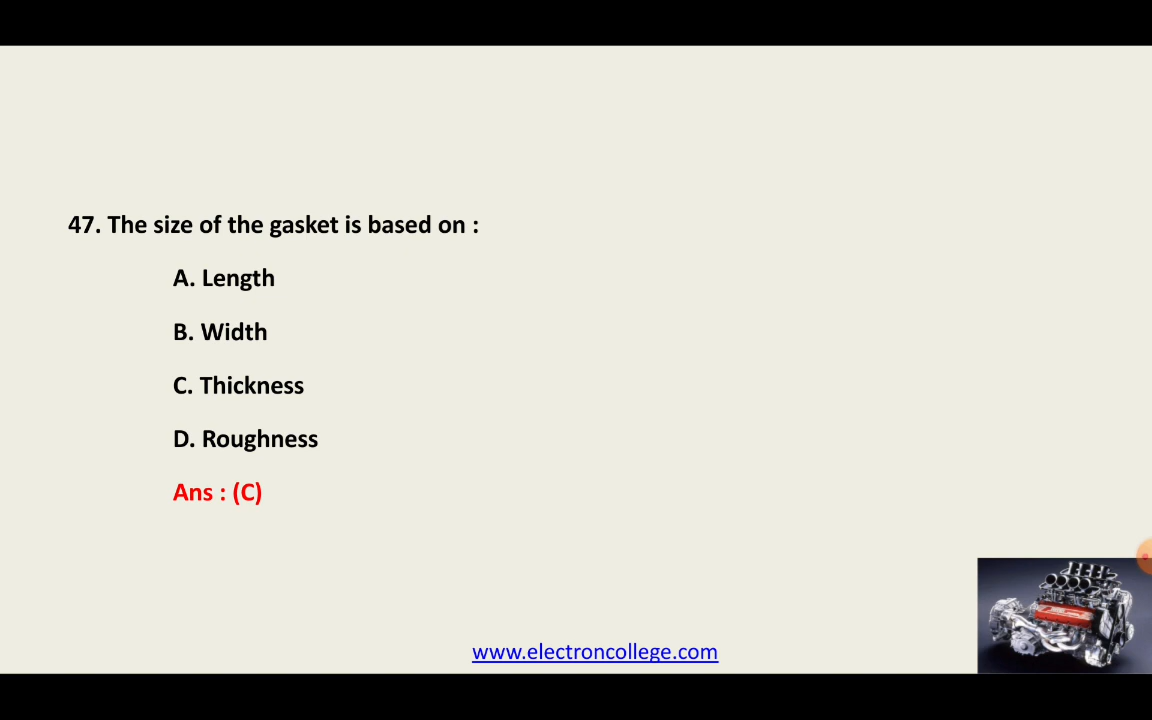 47. The size of the gasket is based on :
A. Length
B. Width
C. Thickness
D. Roughness
Ans : (C)
www.electroncollege.com